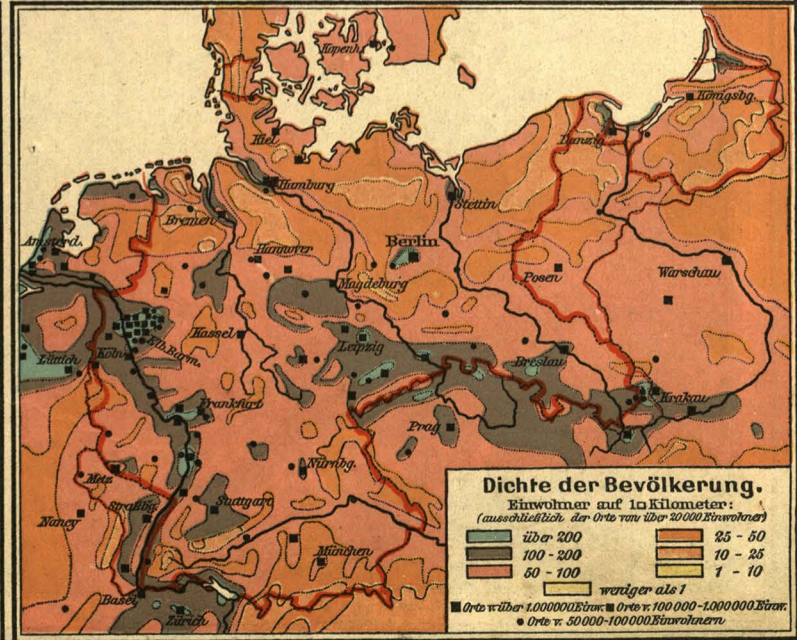 Kopenh.
Königsbg.
Kiel
Danzig
Hamburg
Stettin
Bremen
Amsterd.
Hannover
Berlin
Posen
Warschau
Magdeburg
Kassel
Elb.Barm.
Leipzig
Lüttich
Köln
Breslau
Frankfurt
Krakau
Prag
Nürnbg.
Metz
Straßbg.
Stuttgard
Nancy
München
Basel
Zürich
Dichte der Bevölkerung.
Einwohner auf 1□Kilometer:
(ausschließlich der Orte von über 20000 Einwohner)
über 200
100 - 200
50 - 100
25 - 50
10 - 25
1 - 10
weniger als 1
Orte v. über 1.000000 Einw. Orte v. 100000-1.000000 Einw.
Orte v. 50000-100000 Einwohnern